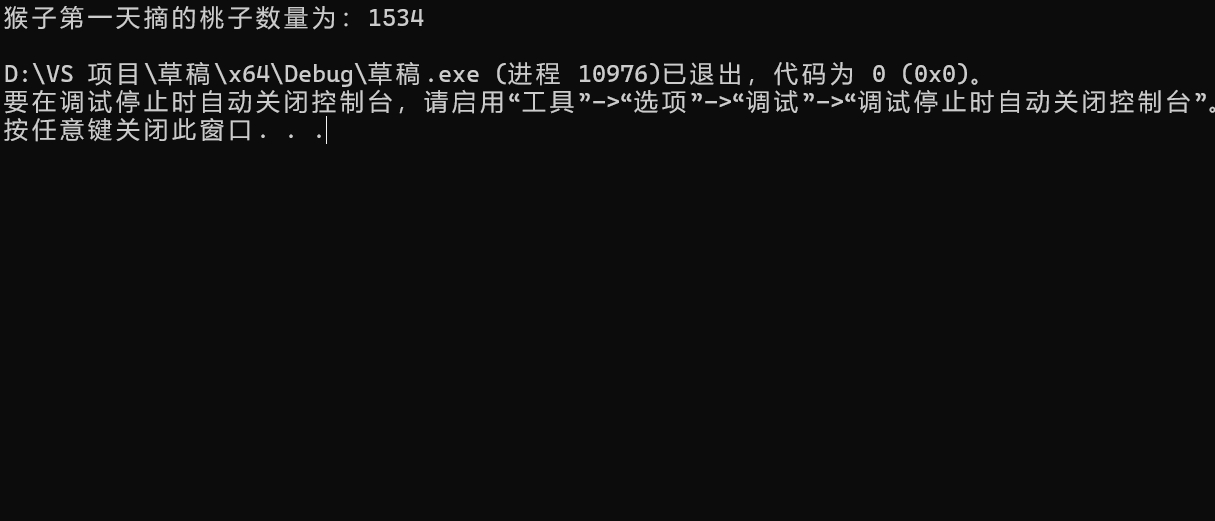 猴子第一天摘的桃子数量为：1534
D:\VS 项目\草稿\x64\Debug\草稿.exe (进程 10976)已退出，代码为 0 (0x0)。
要在调试停止时自动关闭控制台，请启用“工具”->“选项”->“调试”->“调试停止时自动关闭控制台”。
按任意键关闭此窗口. . .